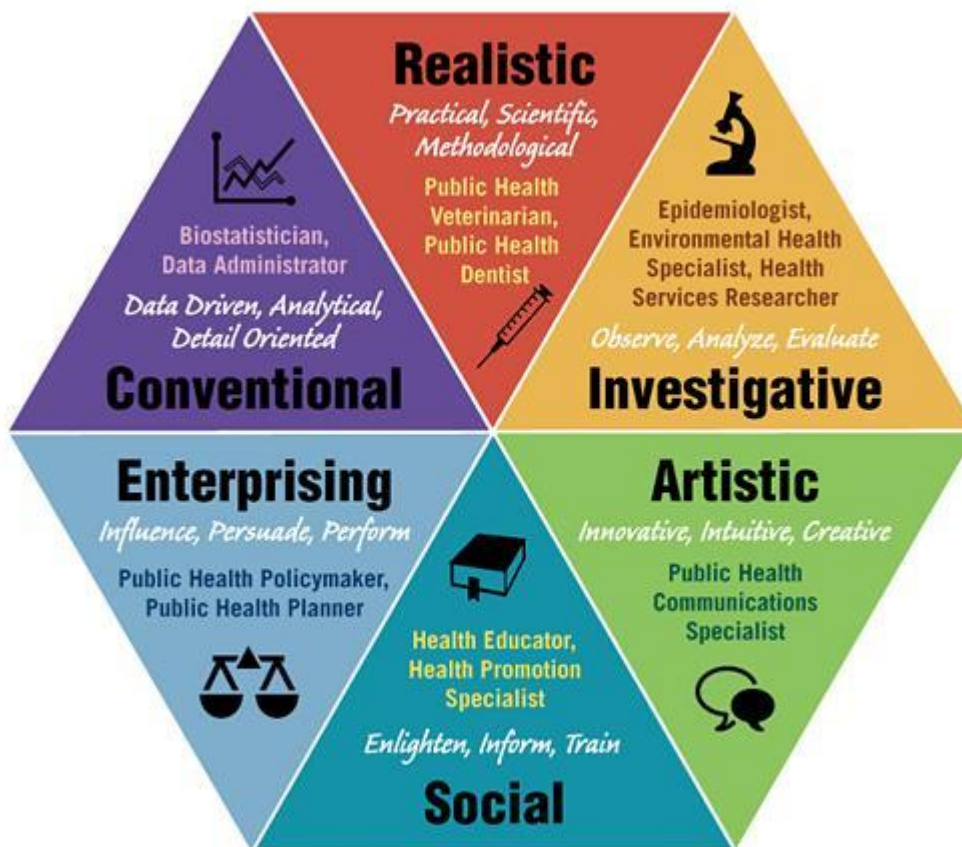 Realistic
Practical, Scientific,
Methodological
Public Health
Veterinarian,
Public Health
Dentist
Epidemiologist,
Environmental Health
Specialist, Health
Services Researcher
Observe, Analyze, Evaluate
Investigative
Artistic
Innovative, Intuitive, Creative
Public Health
Communications
Specialist
Health Educator,
Health Promotion
Specialist
Enlighten, Inform, Train
Social
Enterprising
Influence, Persuade, Perform
Public Health Policymaker,
Public Health Planner
Biostatistician,
Data Administrator
Data Driven, Analytical,
Detail Oriented
Conventional